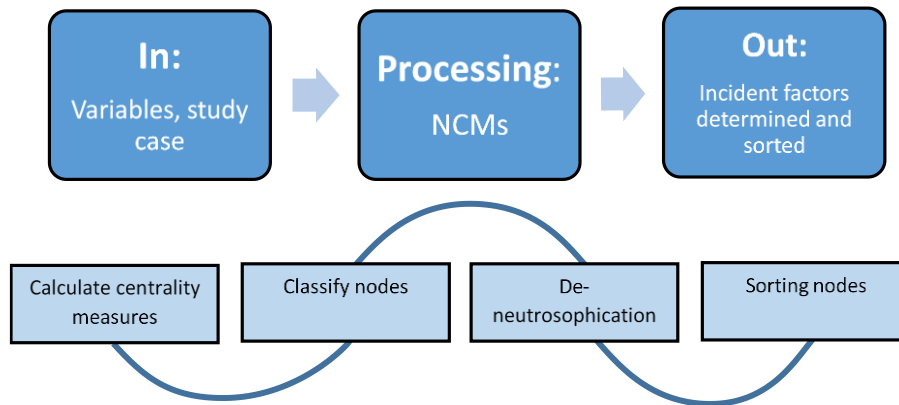 In:
Variables, study
case
Processing:
NCMs
Out:
Incident factors
determined and
sorted
Calculate centrality
measures
Classify nodes
De-
neutrosophication
Sorting nodes